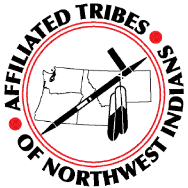 AFFILIATED TRIBES
OF NORTHWEST INDIANS